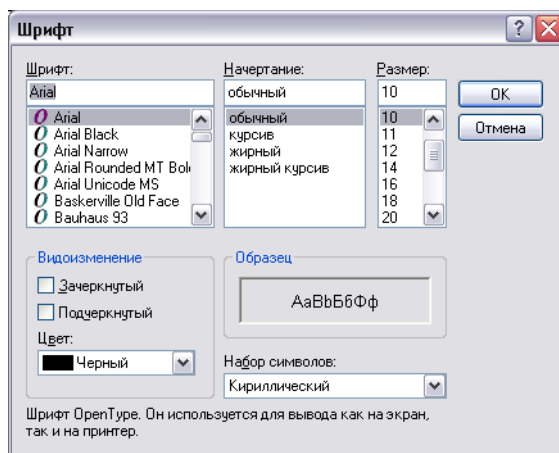 Шрифт
Шрифт:
Arial
Arial
Arial Black
Arial Narrow
Arial Rounded MT Bol
Arial Unicode MS
Baskerville Old Face
Bauhaus 93
Начертание:
обычный
обычный
курсив
жирный
жирный курсив
Размер:
10
10
11
12
14
16
18
20
OK
Отмена
Видоизменение
Зачеркнутый
Подчеркнутый
Цвет:
Черный
Образец
АаBbБбФф
Набор символов:
Кириллический
Шрифт OpenType. Он используется для вывода как на экран,
так и на принтер.